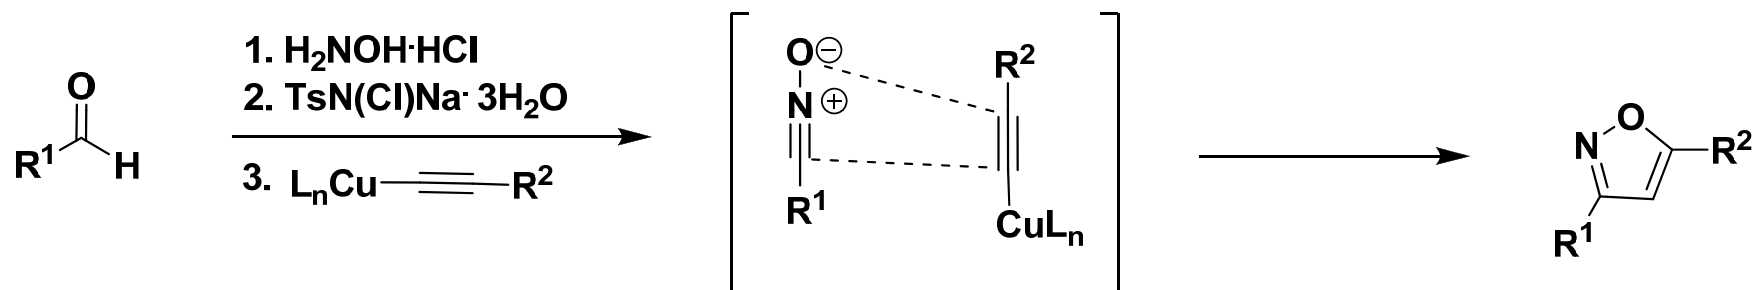 O
R¹ H
1. H₂NOH·HCl
2. TsN(Cl)Na· 3H₂O
3. LₙCu R²
O⊖
N⊕
R¹
R²
CuLₙ
N O R²
R¹